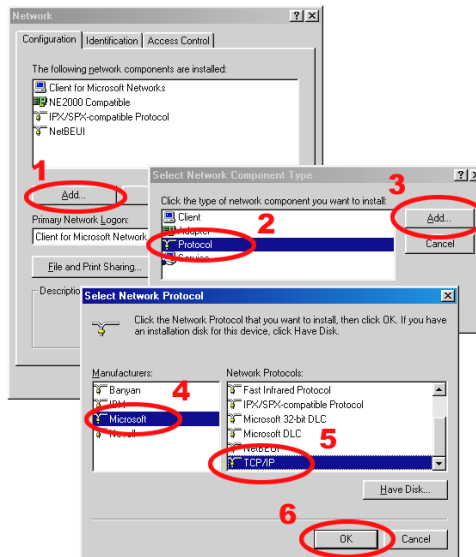 Network
Configuration
Identification
Access Control
The following network components are installed:
Client for Microsoft Networks
NE2000 Compatible
IPX/SPX-compatible Protocol
NetBEUI
1
Add...
Primary Network Logon:
Client for Microsoft Network
File and Print Sharing...
Descriptio
Select Network Component Type
3
Click the type of network component you want to install:
2
Client
Adapter
Protocol
Service
Add...
Cancel
Select Network Protocol
Click the Network Protocol that you want to install, then click OK. If you have
an installation disk for this device, click Have Disk.
Manufacturers:
4
Banyan
IBM
Microsoft
Novell
Network Protocols:
Fast Infrared Protocol
IPX/SPX-compatible Protocol
Microsoft 32-bit DLC
Microsoft DLC
NetBEUI
5
TCP/IP
Have Disk...
6
OK
Cancel